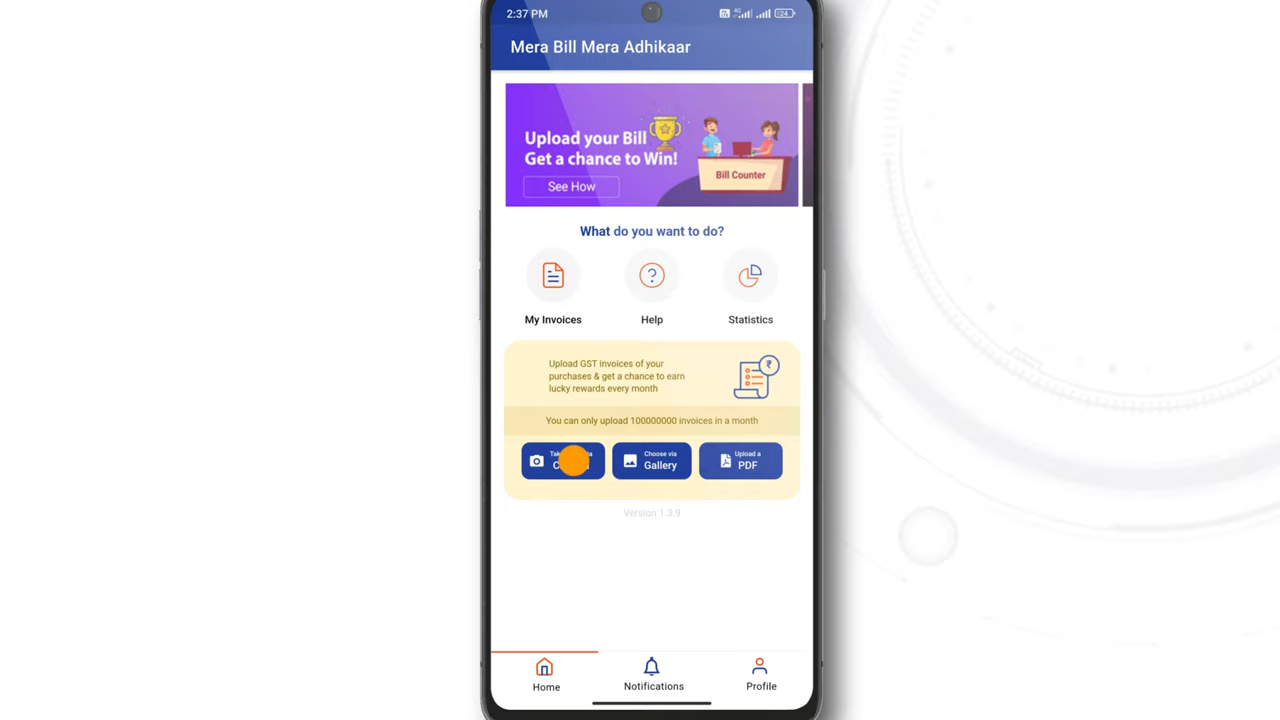 2:37 PM
4G
24
Mera Bill Mera Adhikaar
Upload your Bill
Get a chance to Win!
See How
Bill Counter
What do you want to do?
My Invoices
Help
Statistics
Upload GST invoices of your
purchases & get a chance to earn
lucky rewards every month
You can only upload 100000000 invoices in a month
Choose via
Gallery
Upload a
PDF
Version 1.3.9
Home
Notifications
Profile